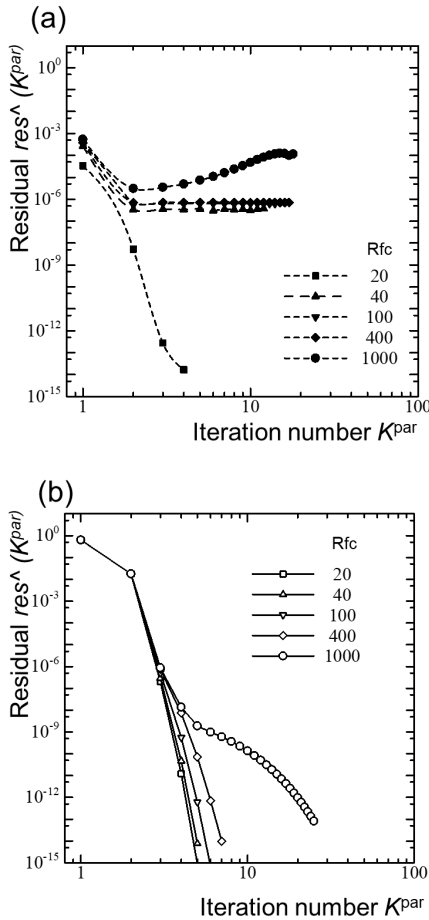 (a)
Residual res^ (K^par)
10^0
10^-3
10^-6
10^-9
10^-12
10^-15
Rfc
20
40
100
400
1000
1 10 100
Iteration number K^par
(b)
Residual res^ (K^par)
10^0
10^-3
10^-6
10^-9
10^-12
10^-15
Rfc
20
40
100
400
1000
1 10 100
Iteration number K^par